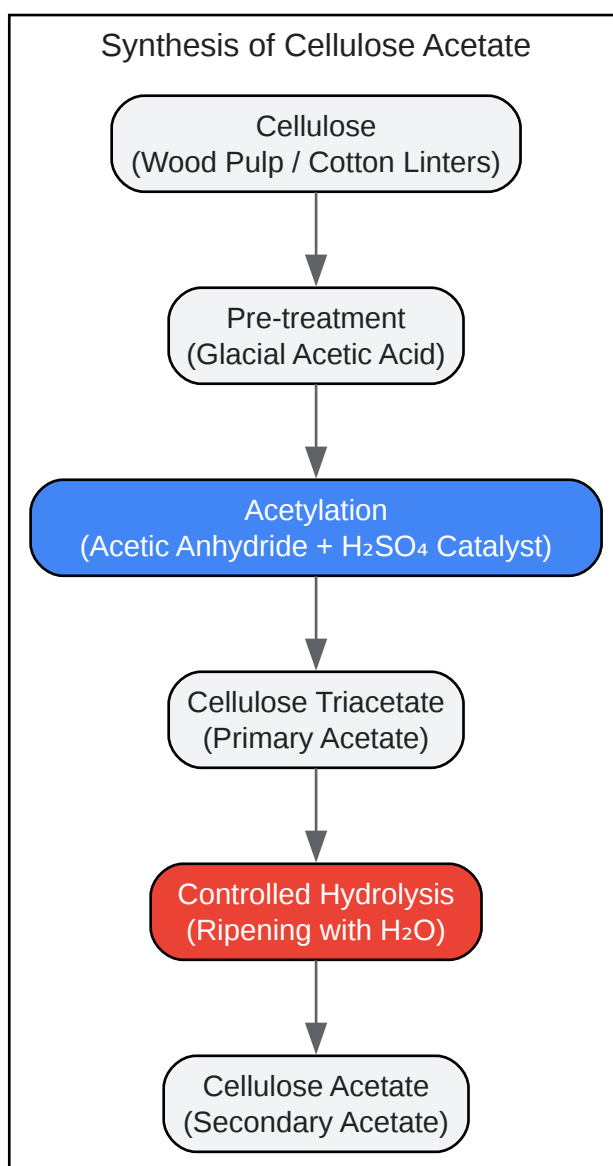 Synthesis of Cellulose Acetate
Cellulose
(Wood Pulp / Cotton Linters)
Pre-treatment
(Glacial Acetic Acid)
Acetylation
(Acetic Anhydride + H₂SO₄ Catalyst)
Cellulose Triacetate
(Primary Acetate)
Controlled Hydrolysis
(Ripening with H₂O)
Cellulose Acetate
(Secondary Acetate)